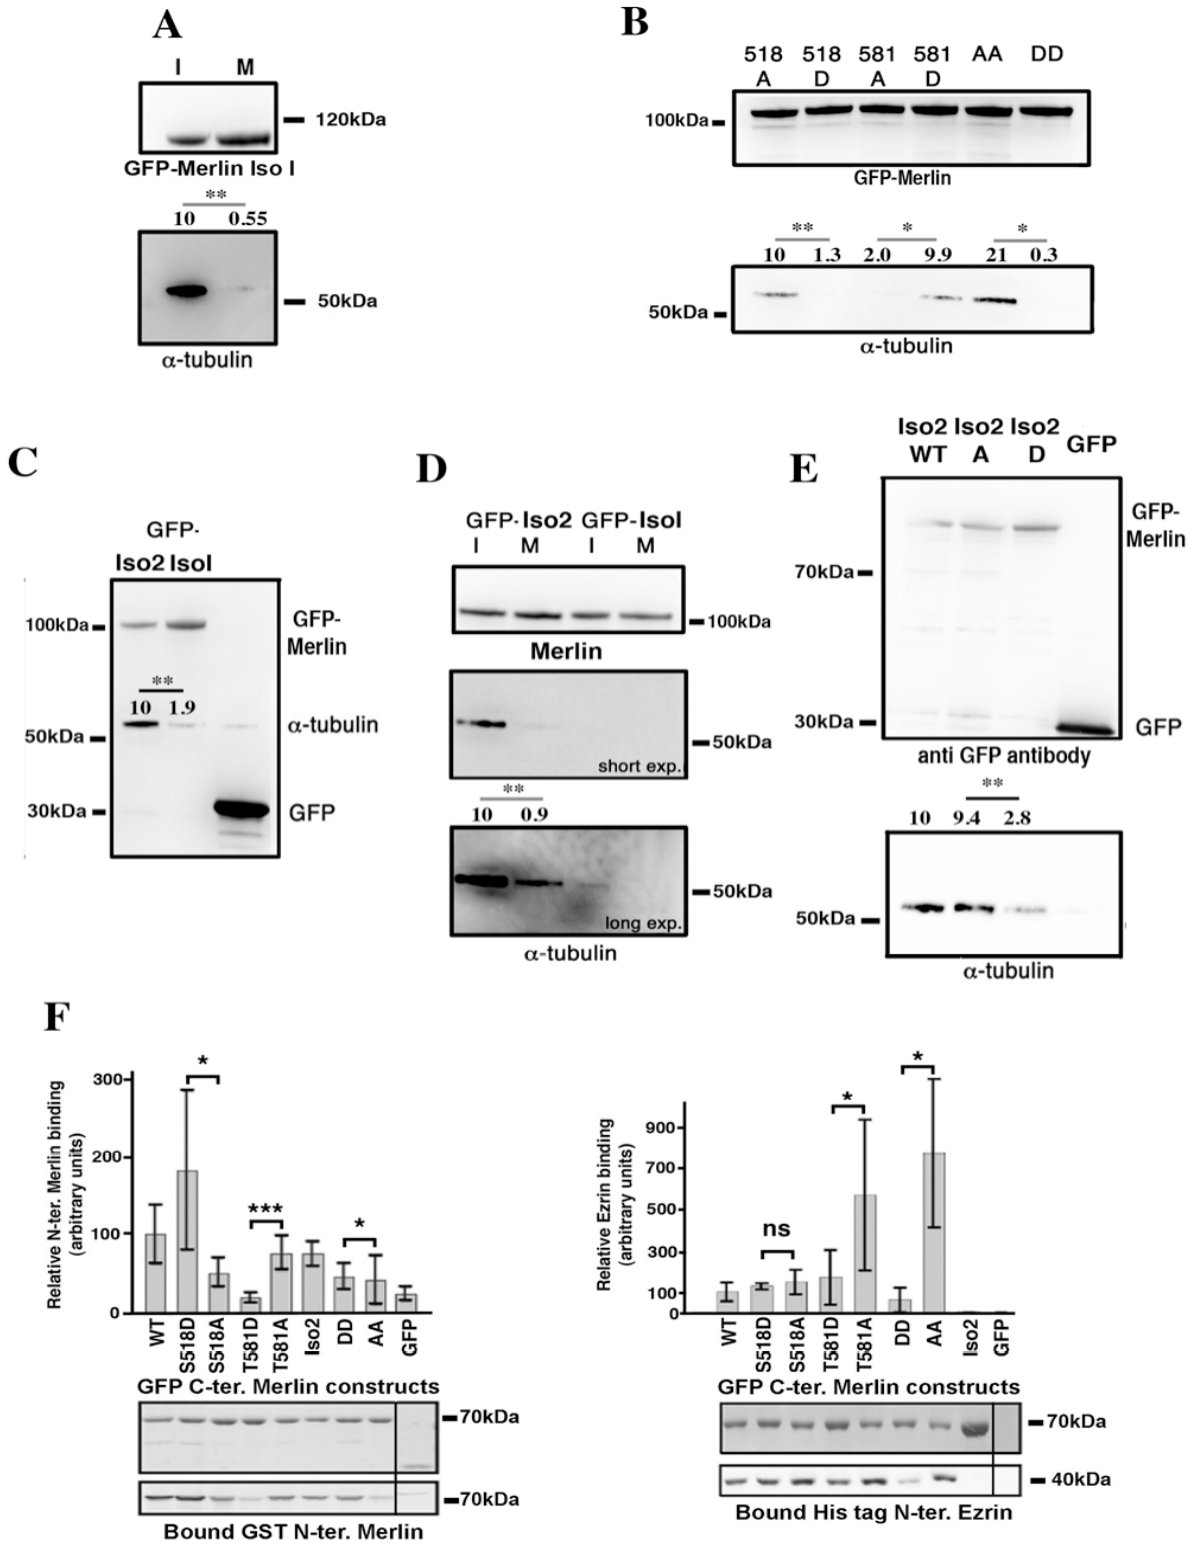 A
I M
120kDa
GFP-Merlin Iso I
**
10 0.55
50kDa
α-tubulin
B
518 518 581 581 AA DD
A D A D
100kDa
GFP-Merlin
** * *
10 1.3 2.0 9.9 21 0.3
50kDa
α-tubulin
C
GFP-
Iso2 IsoI
100kDa
GFP-
Merlin
**
10 1.9
α-tubulin
50kDa
30kDa
GFP
D
GFP-Iso2 GFP-IsoI
I M I M
100kDa
Merlin
50kDa
short exp.
**
10 0.9
50kDa
long exp.
α-tubulin
E
Iso2 Iso2 Iso2 GFP
WT A D
GFP-
Merlin
70kDa
30kDa
GFP
anti GFP antibody
**
10 9.4 2.8
50kDa
α-tubulin
F
Relative N-ter. Merlin binding
(arbitrary units)
300
200
100
0
* *** *
WT S518D S518A T581D T581A Iso2 DD AA GFP
GFP C-ter. Merlin constructs
70kDa
70kDa
Bound GST N-ter. Merlin
Relative Ezrin binding
(arbitrary units)
900
700
500
300
100
0
ns * *
WT S518D S518A T581D T581A DD AA Iso2 GFP
GFP C-ter. Merlin constructs
70kDa
40kDa
Bound His tag N-ter. Ezrin